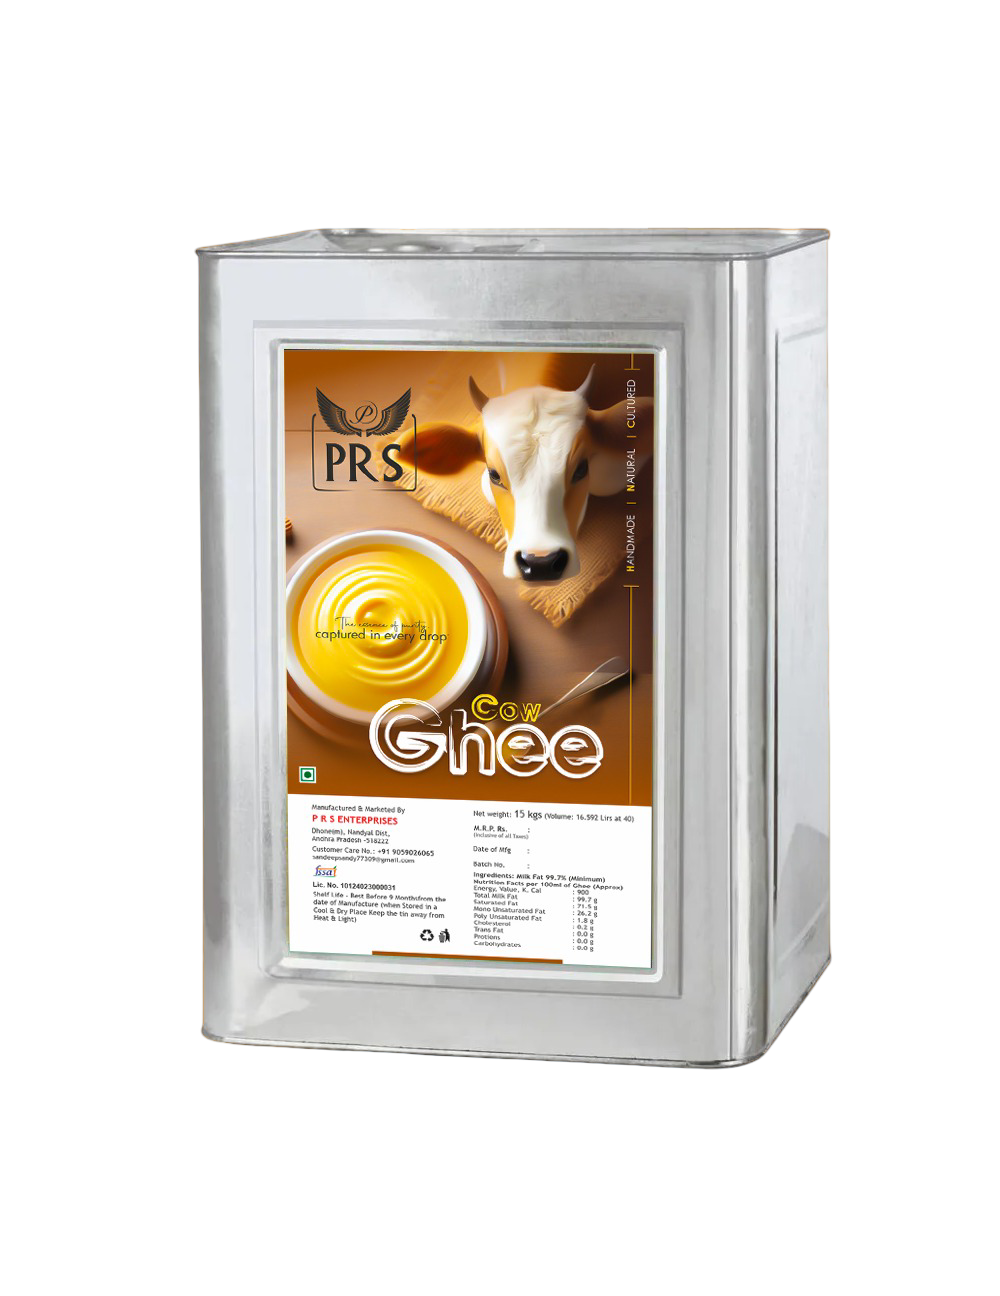 P
PRS
HANDMADE | NATURAL | CULTURED
The essence of purity
captured in every drop
Cow
Ghee
Manufactured & Marketed By
P R S ENTERPRISES
Dhone(m), Nandyal Dist,
Andhra Pradesh -518222
Customer Care No.: +91 9059026065
sandeepsandy77309@gmail.com
fssai
Lic. No. 10124023000031
Shelf Life - Best Before 9 Monthsfrom the
date of Manufacture (when Stored in a
Cool & Dry Place Keep the tin away from
Heat & Light)
Net weight: 15 kgs (Volume: 16.592 Lirs at 40)
M.R.P, Rs. :
(Inclusive of all Taxes)
Date of Mfg :
Batch No. :
Ingredients: Milk Fat 99.7% (Minimum)
Nutrition Facts per 100ml of Ghee (Approx)
Energy, Value, K. Cal : 900
Total Milk Fat : 99.7 g
Saturated Fat : 71.5 g
Mono Unsaturated Fat : 26.2 g
Poly Unsaturated Fat : 1.8 g
Cholesterol : 0.2 g
Trans Fat : 0.0 g
Protiens : 0.0 g
Carbohydrates : 0.0 g